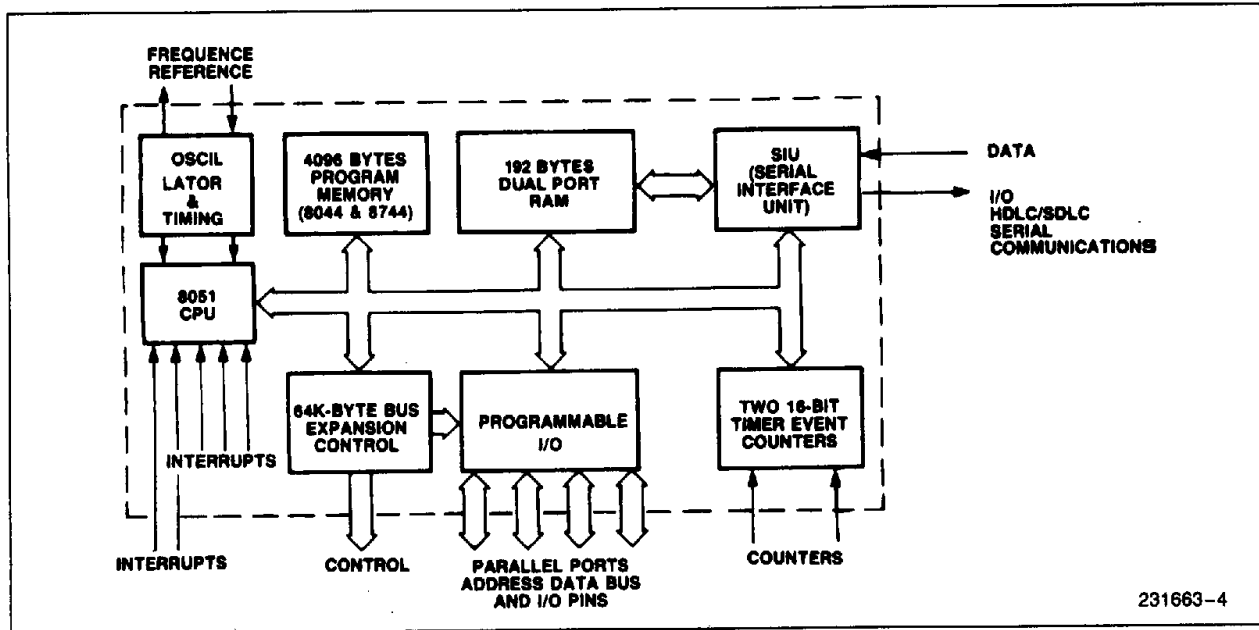 FREQUENCE
REFERENCE
OSCIL
LATOR
&
TIMING
4096 BYTES
PROGRAM
MEMORY
(8044 & 8744)
192 BYTES
DUAL PORT
RAM
SIU
(SERIAL
INTERFACE
UNIT)
DATA
I/O
HDLC/SDLC
SERIAL
COMMUNICATIONS
8051
CPU
64K-BYTE BUS
EXPANSION
CONTROL
PROGRAMMABLE
I/O
TWO 16-BIT
TIMER EVENT
COUNTERS
INTERRUPTS
INTERRUPTS
CONTROL
PARALLEL PORTS
ADDRESS DATA BUS
AND I/O PINS
COUNTERS
231663-4